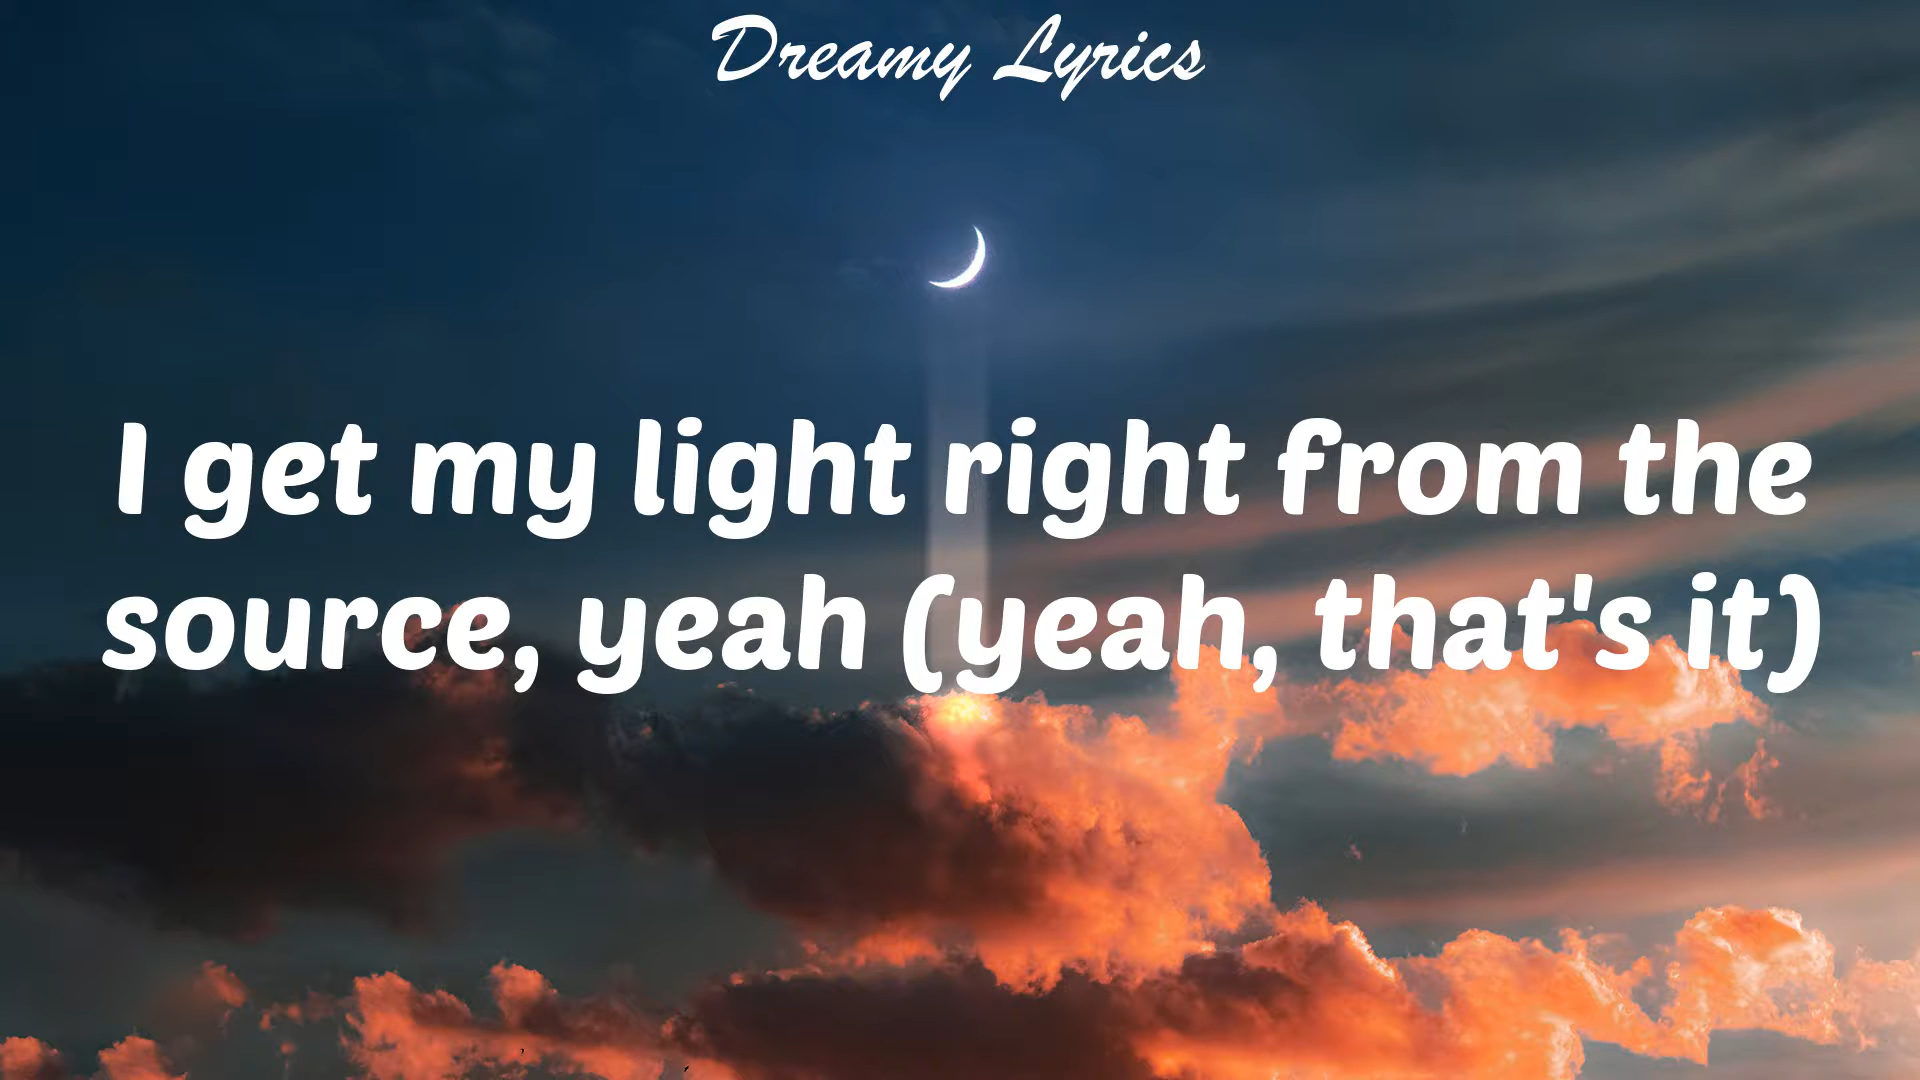 Dreamy Lyrics
I get my light right from the
source, yeah (yeah, that's it)